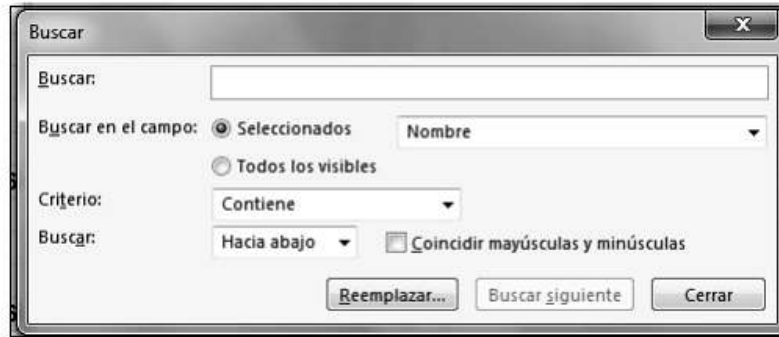 Buscar
Buscar:
Buscar en el campo: Seleccionados Nombre
Todos los visibles
Criterio: Contiene
Buscar: Hacia abajo Coincidir mayúsculas y minúsculas
Reemplazar... Buscar siguiente Cerrar